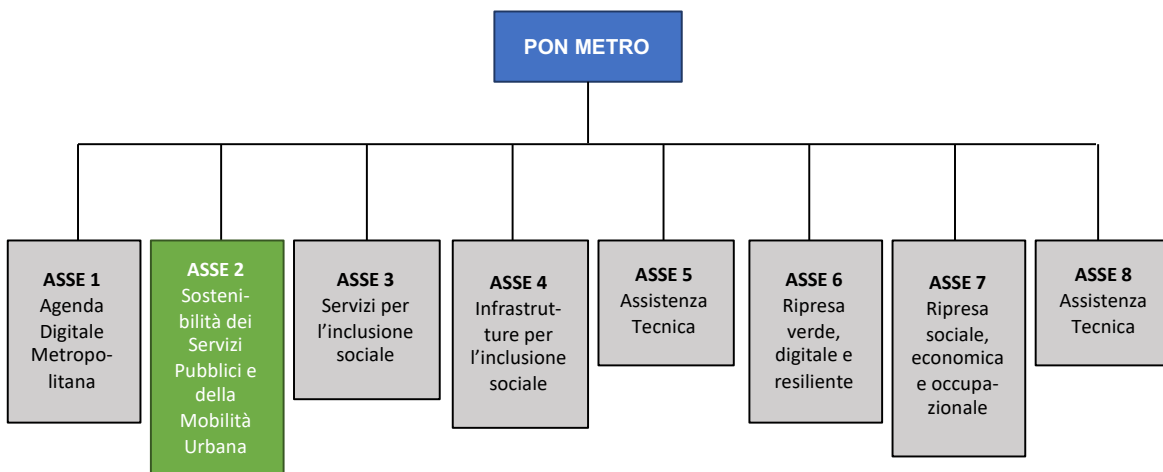 PON METRO
ASSE 1
Agenda
Digitale
Metropo-
litana
ASSE 2
Sosteni-
bilità dei
Servizi
Pubblici e
della
Mobilità
Urbana
ASSE 3
Servizi per
l’inclusione
sociale
ASSE 4
Infrastrut-
ture per
l’inclusione
sociale
ASSE 5
Assistenza
Tecnica
ASSE 6
Ripresa
verde,
digitale e
resiliente
ASSE 7
Ripresa
sociale,
economica
e occupa-
zionale
ASSE 8
Assistenza
Tecnica